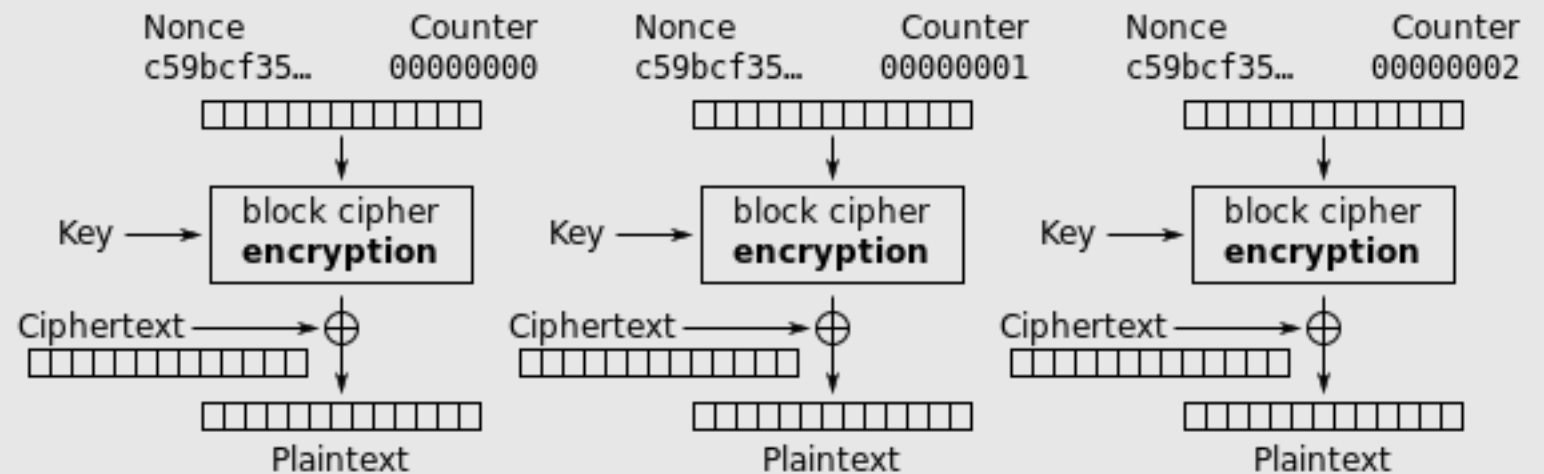 Nonce Counter Nonce Counter Nonce Counter
c59bcf35… 00000000 c59bcf35… 00000001 c59bcf35… 00000002
block cipher block cipher block cipher
Key encryption Key encryption Key encryption
Ciphertext Ciphertext Ciphertext
Plaintext Plaintext Plaintext